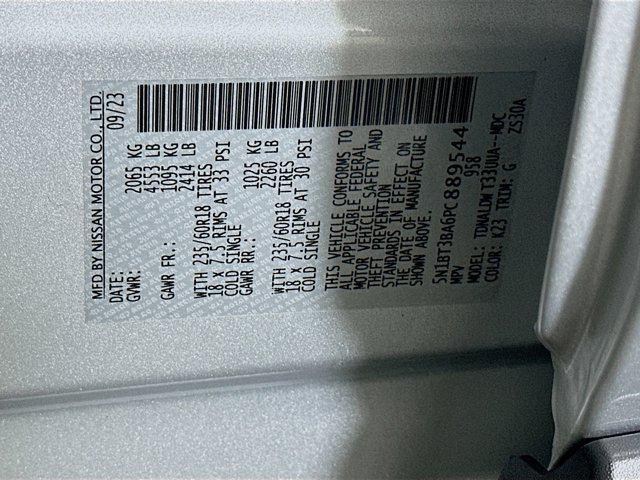 MFD BY NISSAN MOTOR CO., LTD.
DATE: 09/23
GVWR: 2065 KG
4553 LB
GAWR FR.: 1095 KG
2414 LB
WITH 235/60R18 TIRES
18 X 7.5 RIMS AT 33 PSI
COLD SINGLE
GAWR RR.: 1025 KG
2260 LB
WITH 235/60R18 TIRES
18 X 7.5 RIMS AT 30 PSI
COLD SINGLE
THIS VEHICLE CONFORMS TO
ALL APPLICABLE FEDERAL
MOTOR VEHICLE SAFETY AND
THEFT PREVENTION
STANDARDS IN EFFECT ON
THE DATE OF MANUFACTURE
SHOWN ABOVE.
5N1BT3BA6PC889544
MPV 958
MODEL: TDNALDW T33UUA--NDC
COLOR: K23 TRIM: G ZS30A